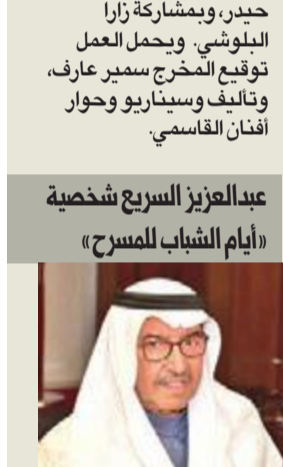 حيدر، وبمشاركة زارا
البلوشي. ويحمل العمل
توقيع المخرج سمير عارف،
وتأليف وسيناريو وحوار
أفنان القاسمي.
عبدالعزيز السريع شخصية
«أيام الشباب للمسرح»